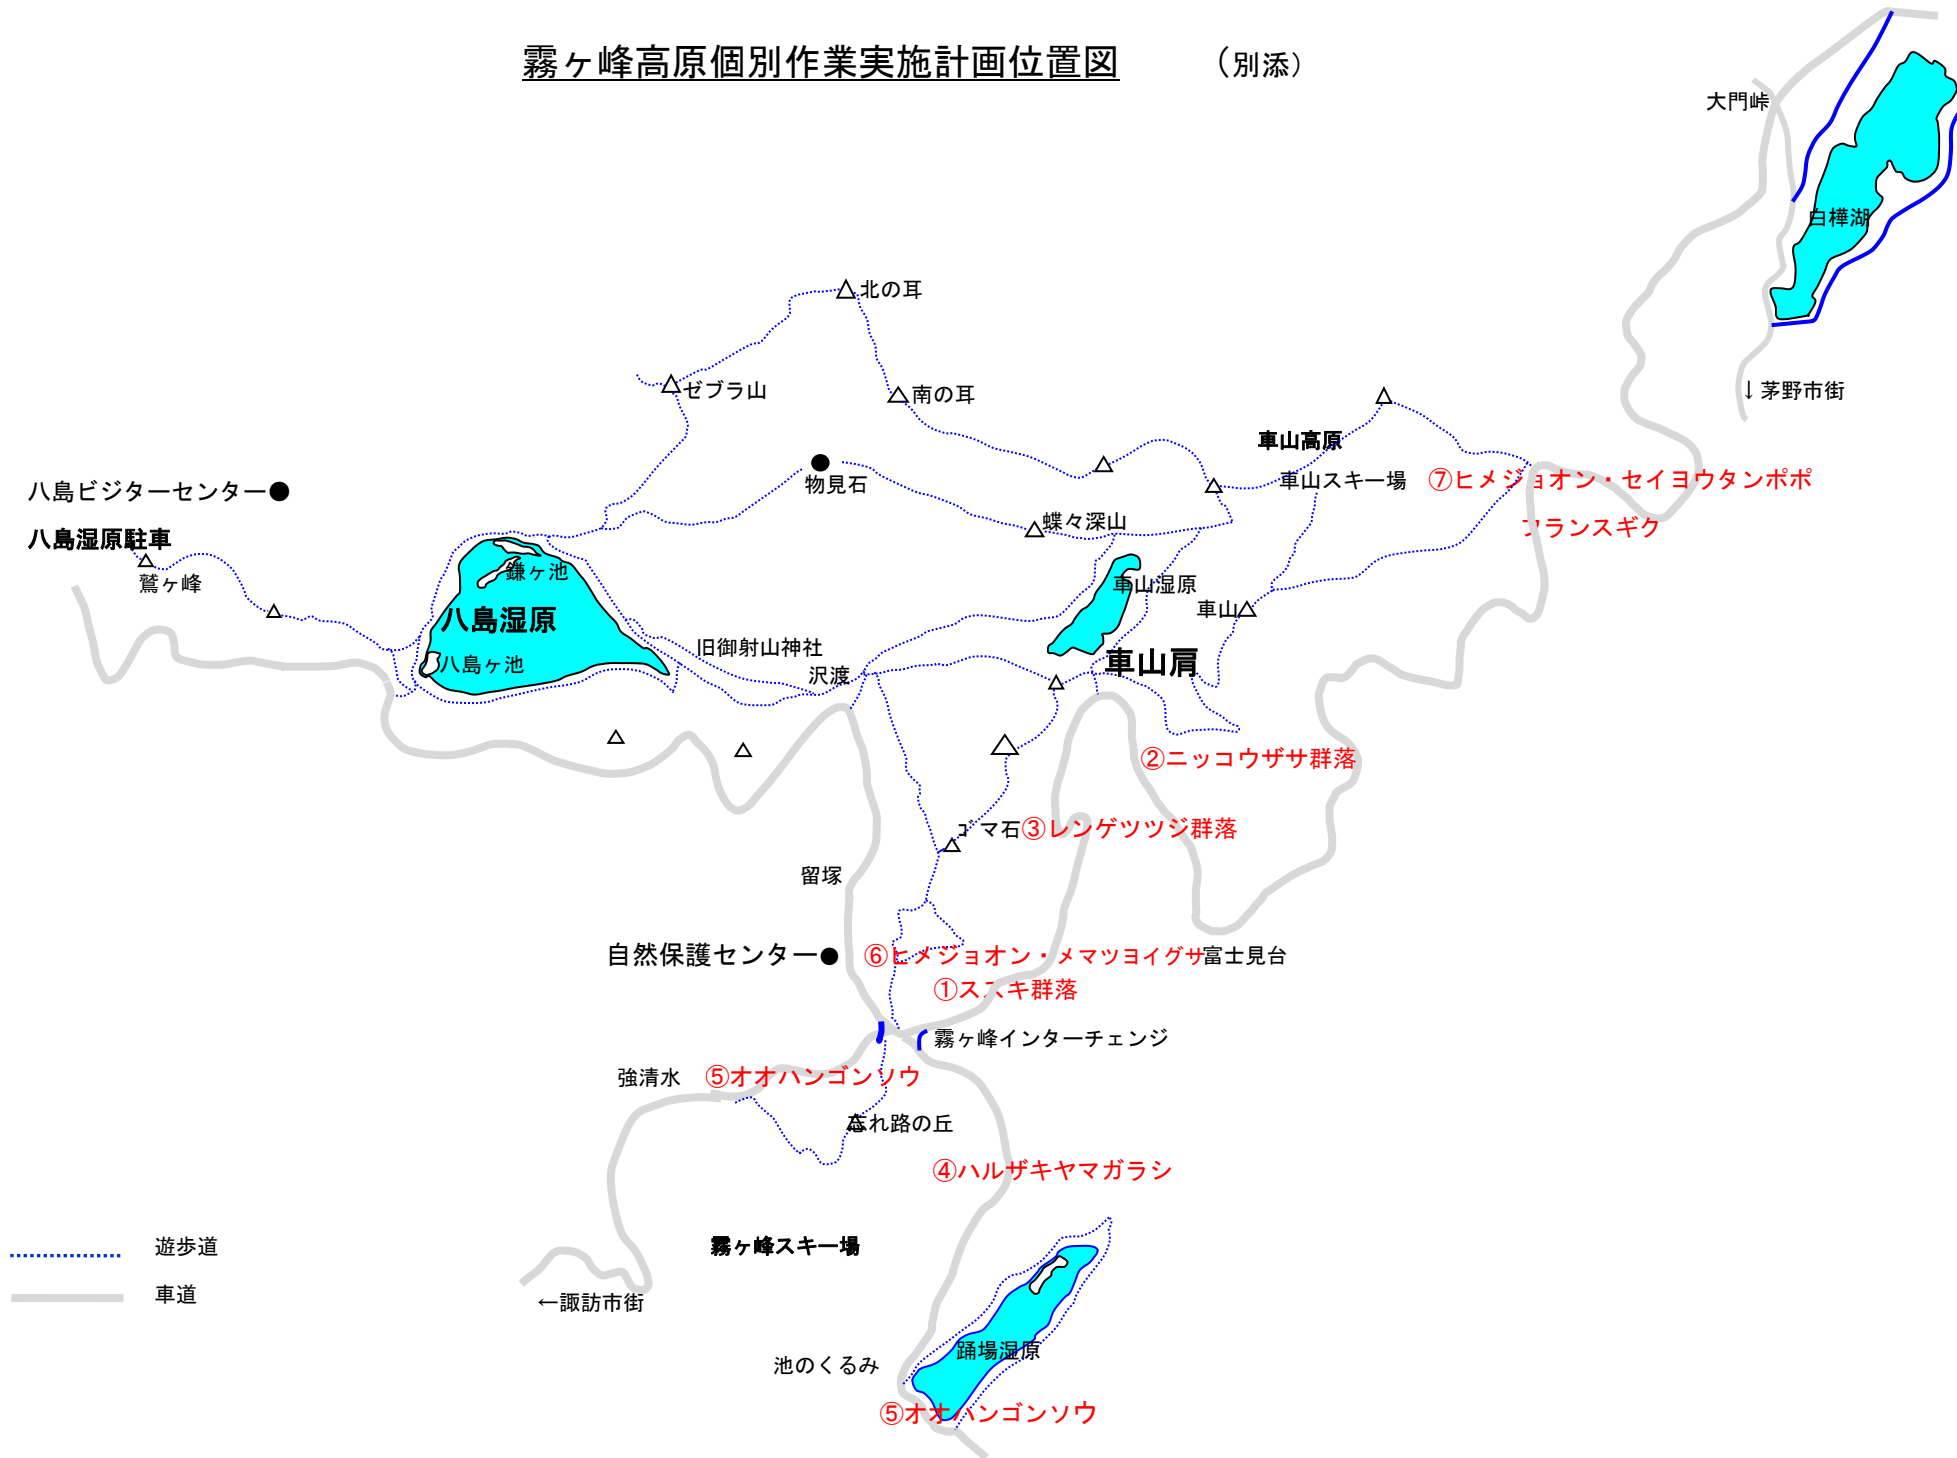 霧ヶ峰高原個別作業実施計画位置図 (別添)
大門峠
白樺湖
北の耳
ゼブラ山
南の耳
↓茅野市街
車山高原
物見石
車山スキー場
⑦ヒメジョオン・セイヨウタンポポ
フランスギク
八島ビジターセンター●
八島湿原駐車
蝶々深山
鷲ヶ峰
鎌ヶ池
車山湿原
車山
八島湿原
旧御射山神社
八島ヶ池
沢渡
車山肩
②ニッコウザサ群落
ゴマ石
③レンゲツツジ群落
留塚
自然保護センター●
⑥ヒメジョオン・メマツヨイグサ
富士見台
①ススキ群落
霧ヶ峰インターチェンジ
強清水
⑤オオハンゴンソウ
忘れ路の丘
④ハルザキヤマガラシ
遊歩道
霧ヶ峰スキー場
車道
←諏訪市街
踊場湿原
池のくるみ
⑤オオハンゴンソウ